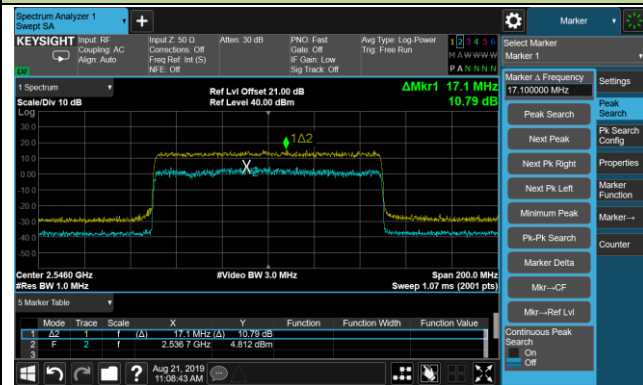 Spectrum Analyzer 1
Swept SA
Marker
KEYSIGHT
Input: RF
Coupling: AC
Align: Auto
Input Z: 50 Ω
Corrections: Off
Freq Ref: Int (S)
NFE: Off
Atten: 30 dB
PNO: Fast
Gate: Off
IF Gain: Low
Sig Track: Off
Avg Type: Log-Power
Trig: Free Run
1 2 3 4 5 6
M A W W W W
P A N N N N
Select Marker
Marker 1
LXI
1 Spectrum
Scale/Div 10 dB
Ref Lvl Offset 21.00 dB
Ref Level 40.00 dBm
ΔMkr1 17.1 MHz
10.79 dB
Log
30.0
20.0
10.0
0.00
-10.0
-20.0
-30.0
-40.0
-50.0
1Δ2
X2
Center 2.5460 GHz
#Res BW 1.0 MHz
#Video BW 3.0 MHz
Span 200.0 MHz
Sweep 1.07 ms (2001 pts)
5 Marker Table
Mode Trace Scale X Y Function Function Width Function Value
1 Δ2 1 f (Δ) 17.1 MHz (Δ) 10.79 dB
2 F 2 f 2.536 7 GHz 4.812 dBm
3
Marker Δ Frequency
17.100000 MHz
Peak Search
Next Peak
Next Pk Right
Next Pk Left
Minimum Peak
Pk-Pk Search
Marker Delta
Mkr→CF
Mkr→Ref Lvl
Continuous Peak
Search
On
Off
Settings
Peak
Search
Pk Search
Config
Properties
Marker
Function
Marker→
Counter
Aug 21, 2019
11:08:43 AM